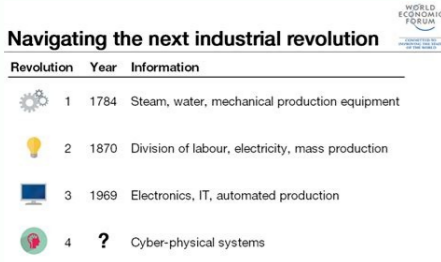 WORLD
ECONOMIC
FORUM
Navigating the next industrial revolution
Revolution Year Information
1 1784 Steam, water, mechanical production equipment
2 1870 Division of labour, electricity, mass production
3 1969 Electronics, IT, automated production
4 ? Cyber-physical systems